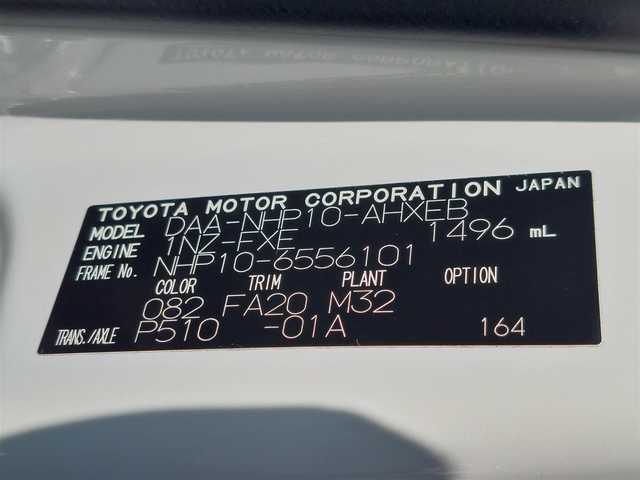 TOYOTA MOTOR CORPORATION JAPAN
MODEL DAA-NHP10-AHXEB
ENGINE 1NZ-FXE 1496 mL
FRAME No. NHP10-6556101
COLOR TRIM PLANT OPTION
082 FA20 M32
TRANS./AXLE P510 -01A 164